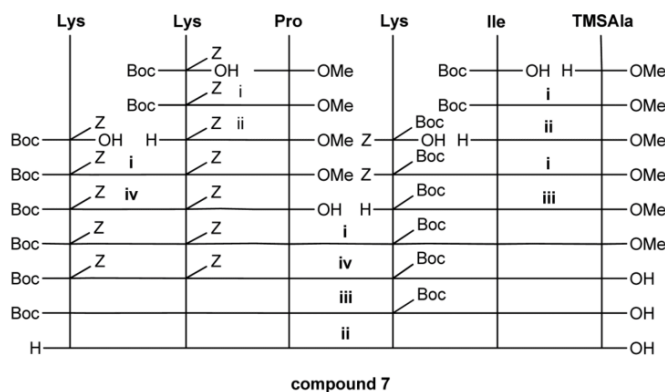 Lys Lys Pro Lys Ile TMSAla
Z
Boc OH OMe Boc OH H OMe
Z i
Boc OMe Boc i OMe
Z Z ii Boc ii
Boc OH H OMe Z OH H OMe
Z i Z Boc i
Boc OMe Z OMe
Z iv Z Boc iii
Boc OH H OMe
Z Z i Boc
Boc OMe
Z Z iv Boc
Boc OH
iii Boc
Boc OH
ii
H OH
compound 7